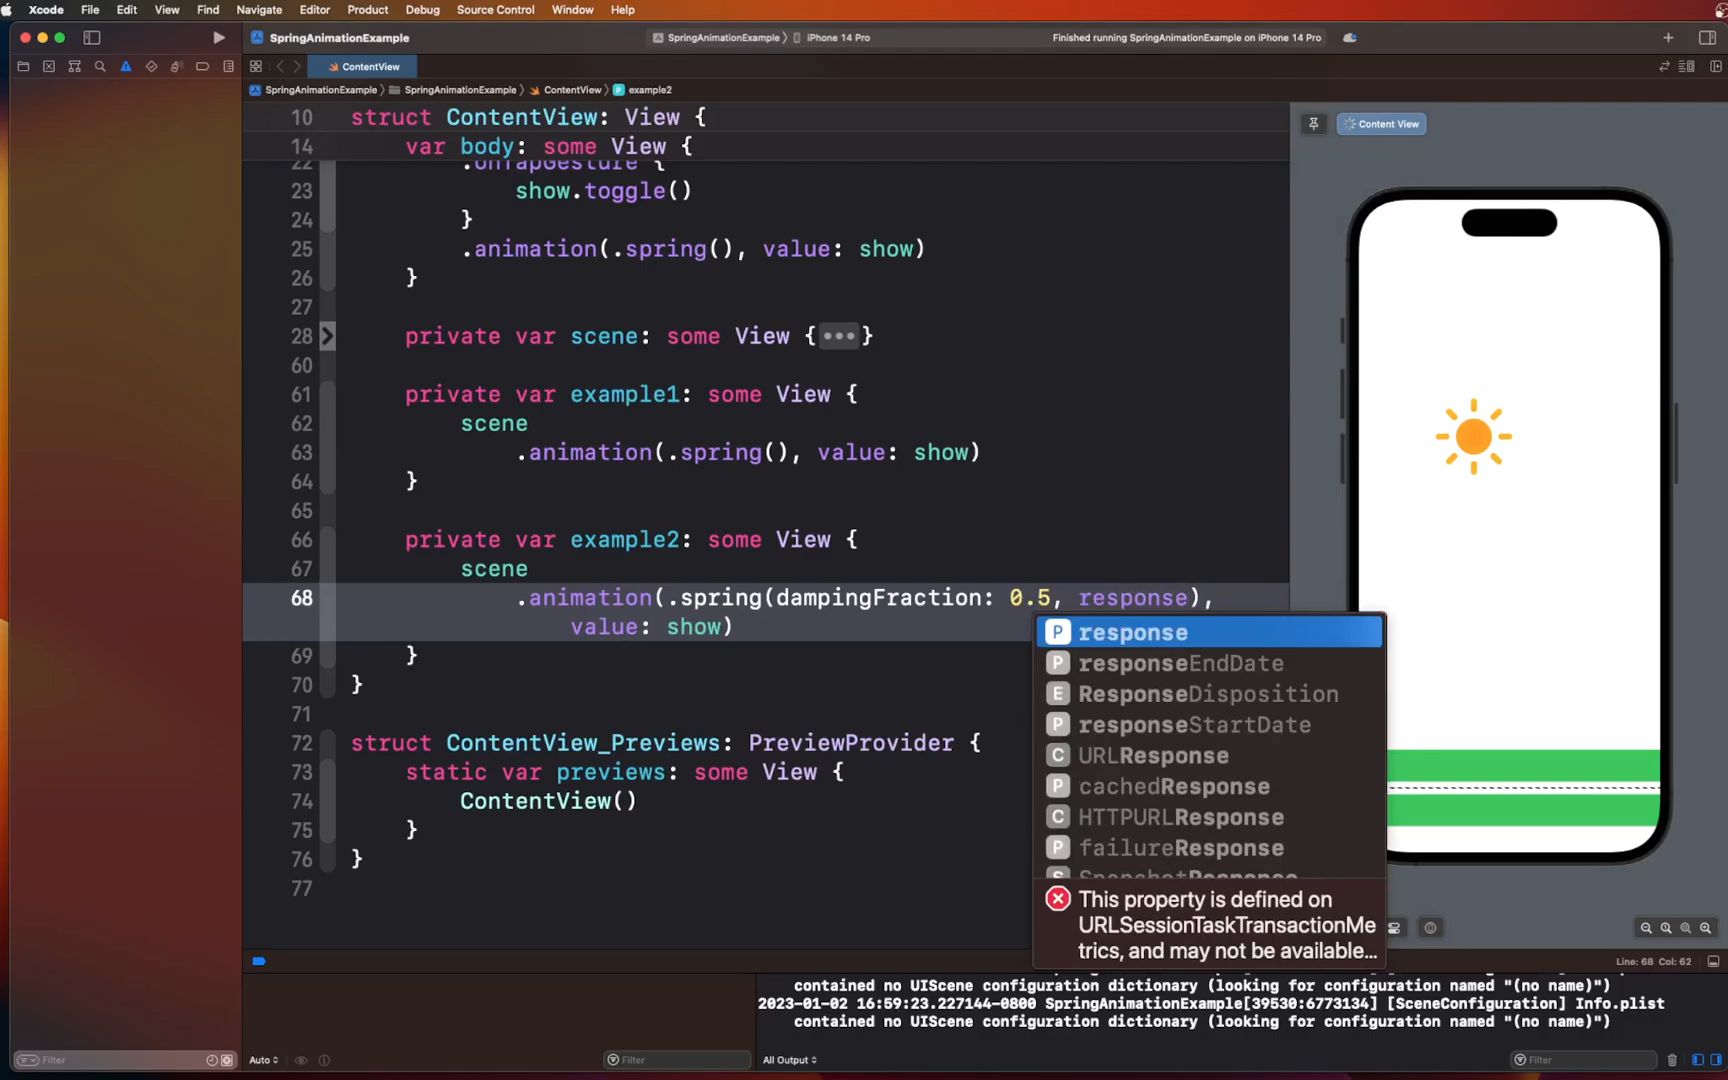 Xcode File Edit View Find Navigate Editor Product Debug Source Control Window Help
SpringAnimationExample
SpringAnimationExample iPhone 14 Pro
Finished running SpringAnimationExample on iPhone 14 Pro
ContentView
SpringAnimationExample SpringAnimationExample ContentView example2
10 struct ContentView: View {
14 var body: some View {
22 .onTapGesture {
23 show.toggle()
24 }
25 .animation(.spring(), value: show)
26 }
27
28 private var scene: some View {•••}
60
61 private var example1: some View {
62 scene
63 .animation(.spring(), value: show)
64 }
65
66 private var example2: some View {
67 scene
68 .animation(.spring(dampingFraction: 0.5, response),
value: show)
69 }
70 }
71
72 struct ContentView_Previews: PreviewProvider {
73 static var previews: some View {
74 ContentView()
75 }
76 }
77
P response
P responseEndDate
E ResponseDisposition
P responseStartDate
C URLResponse
P cachedResponse
C HTTPURLResponse
P failureResponse
S SnapshotResponse
This property is defined on
URLSessionTaskTransactionMe
trics, and may not be available...
Content View
Line: 68 Col: 62
contained no UIScene configuration dictionary (looking for configuration named "(no name)")
2023-01-02 16:59:23.227144-0800 SpringAnimationExample[39530:6773134] [SceneConfiguration] Info.plist
contained no UIScene configuration dictionary (looking for configuration named "(no name)")
Filter
Auto
Filter
All Output
Filter